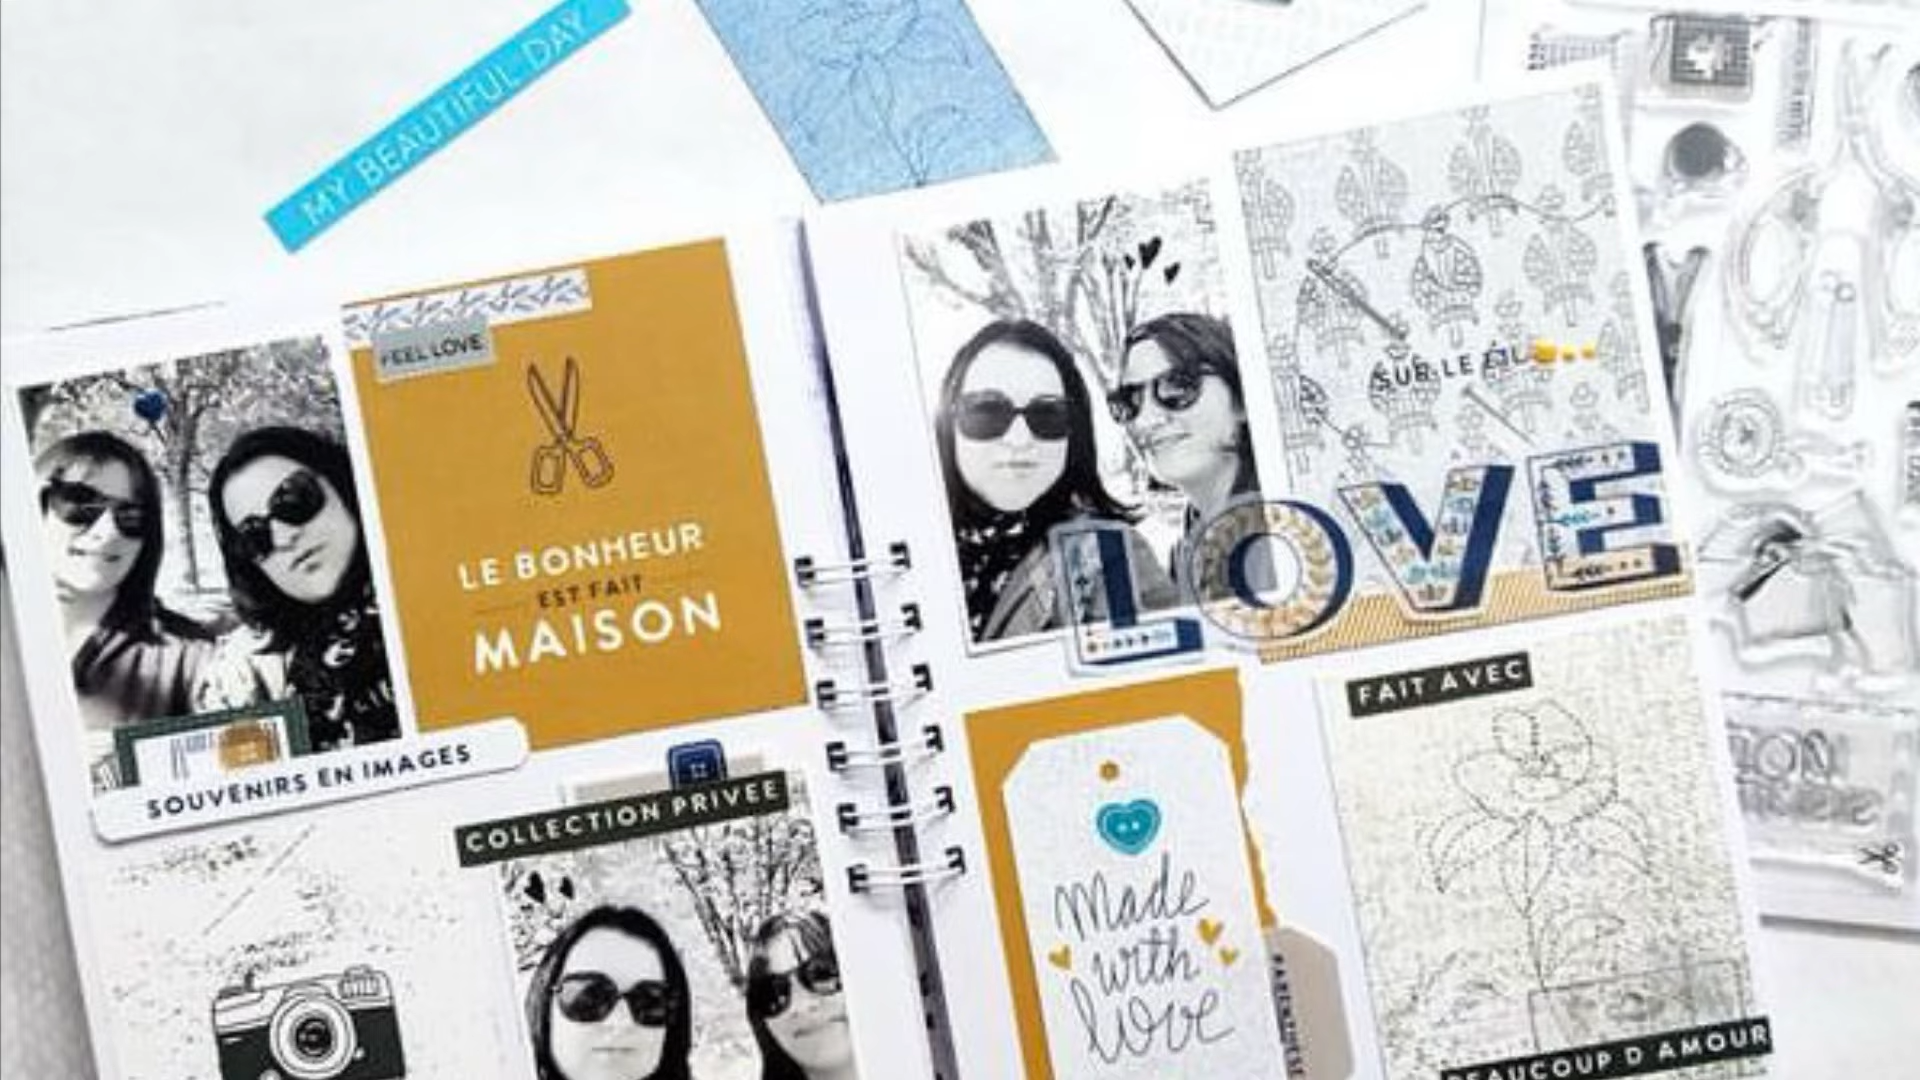 MY BEAUTIFUL DAY
FEEL LOVE
LE BONHEUR
EST FAIT
MAISON
SOUVENIRS EN IMAGES
COLLECTION PRIVEE
SUR LE FIL
LOVE
Made
with
love
PARENTHESE
FAIT AVEC
BEAUCOUP D AMOUR